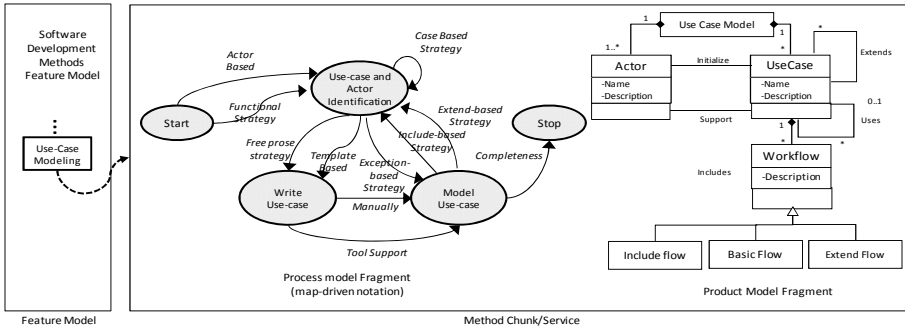 Software
Development
Methods
Feature Model
Use-Case
Modeling
Feature Model
Actor
Based
Functional
Strategy
Start
Use-case and
Actor
Identification
Case Based
Strategy
Free prose
strategy
Template
Based
Exception-
based
Strategy
Include-based
Strategy
Extend-based
Strategy
Completeness
Stop
Write
Use-case
Manually
Model
Use-case
Tool Support
Process model Fragment
(map-driven notation)
Use Case Model
1
1
1..*
*
*
Actor
-Name
-Description
Initialize
Support
UseCase
-Name
-Description
Extends
0..1
Uses
*
1
*
Includes
Workflow
-Description
Include flow
Basic Flow
Extend Flow
Product Model Fragment
Method Chunk/Service